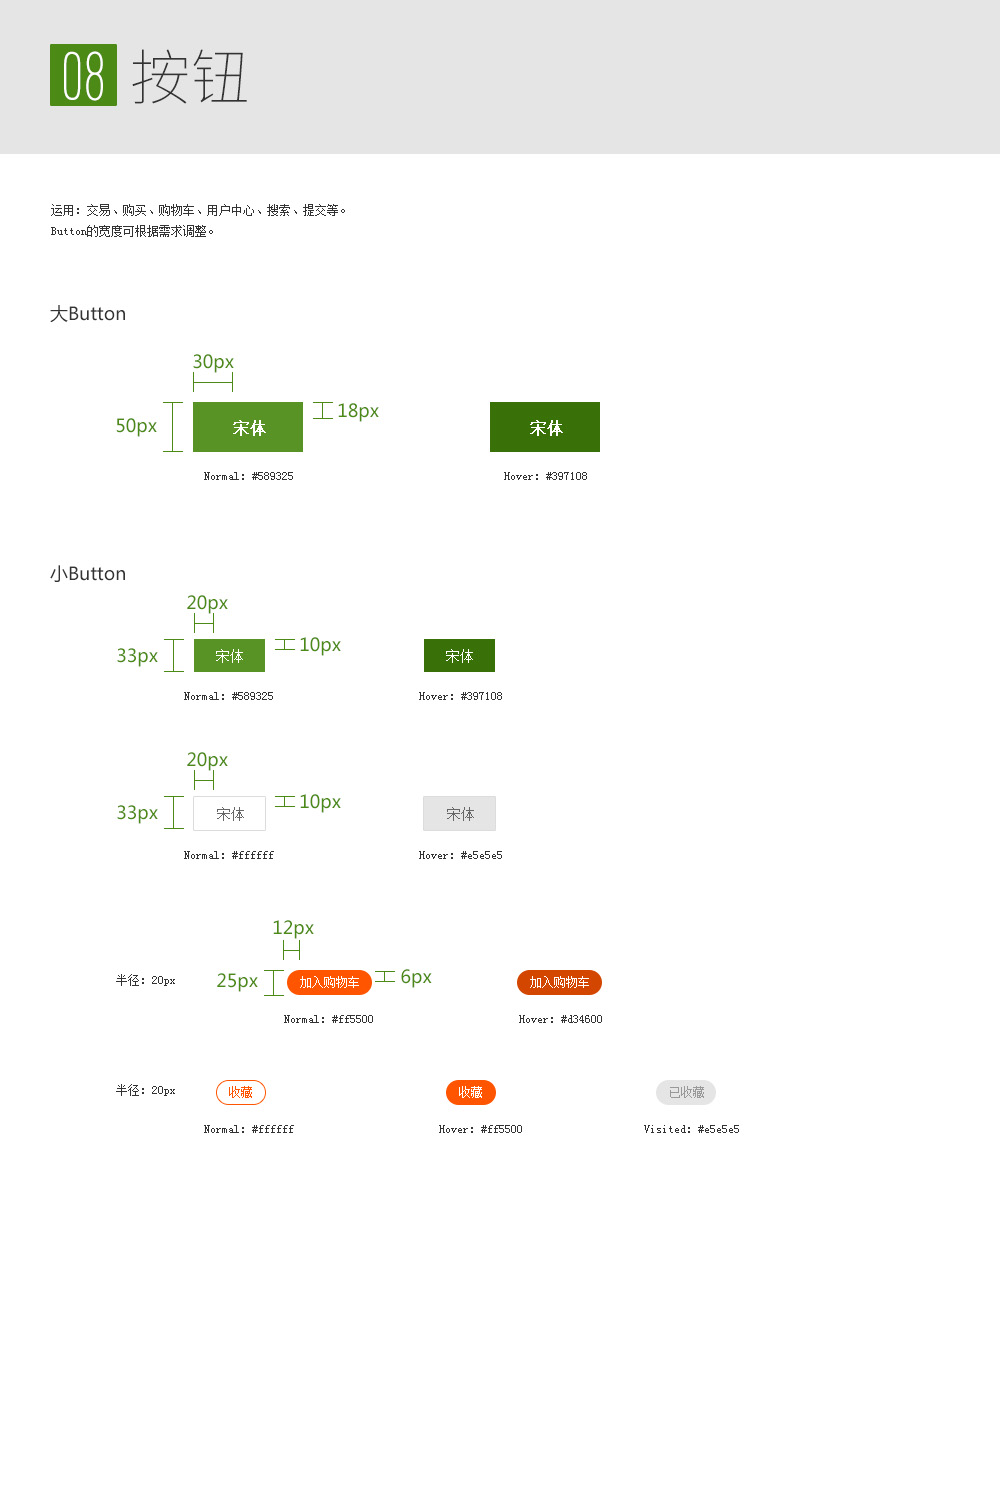 08 按钮
运用：交易、购买、购物车、用户中心、搜索、提交等。
Button的宽度可根据需求调整。
大Button
30px
50px 宋体 18px 宋体
Normal: #589325 Hover: #397108
小Button
20px
33px 宋体 10px 宋体
Normal: #589325 Hover: #397108
20px
33px 宋体 10px 宋体
Normal: #ffffff Hover: #e5e5e5
12px
半径：20px 25px 加入购物车 6px 加入购物车
Normal: #ff5500 Hover: #d34600
半径：20px 收藏 收藏 已收藏
Normal: #ffffff Hover: #ff5500 Visited: #e5e5e5